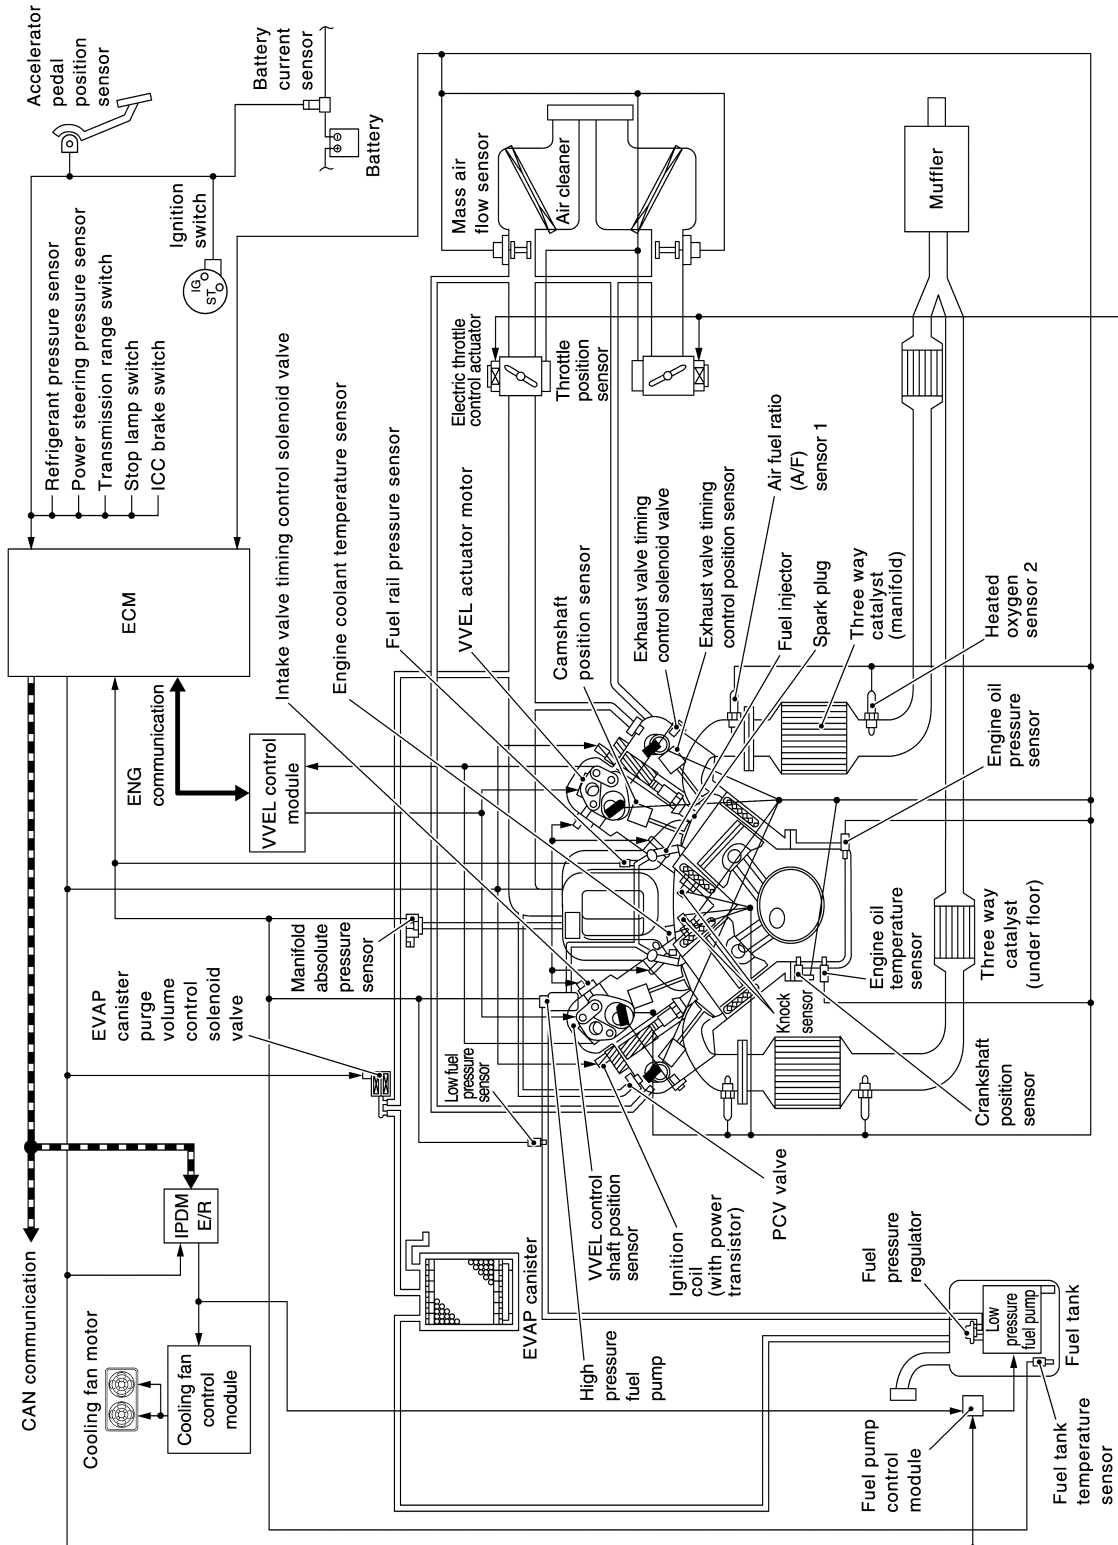 Accelerator
pedal
position
sensor
Battery
current
sensor
Battery
Ignition
switch
IG
ST
Refrigerant pressure sensor
Power steering pressure sensor
Transmission range switch
Stop lamp switch
ICC brake switch
ECM
ENG
communication
VVEL control
module
Intake valve timing control solenoid valve
Engine coolant temperature sensor
Fuel rail pressure sensor
VVEL actuator motor
Camshaft
position sensor
Exhaust valve timing
control solenoid valve
Exhaust valve timing
control position sensor
Mass air
flow sensor
Air cleaner
Electric throttle
control actuator
Throttle
position
sensor
Air fuel ratio
(A/F)
sensor 1
Fuel injector
Spark plug
Three way
catalyst
(manifold)
Heated
oxygen
sensor 2
Muffler
Engine oil
pressure
sensor
Manifold
absolute
pressure
sensor
EVAP
canister
purge
volume
control
solenoid
valve
Low fuel
pressure
sensor
Knock
sensor
Engine oil
temperature
sensor
Three way
catalyst
(under floor)
Crankshaft
position
sensor
PCV valve
Ignition
coil
(with power
transistor)
VVEL control
shaft position
sensor
EVAP canister
High
pressure
fuel
pump
CAN communication
IPDM
E/R
Cooling fan motor
Cooling fan
control
module
Fuel
pressure
regulator
Low
pressure
fuel pump
Fuel tank
Fuel pump
control
module
Fuel tank
temperature
sensor